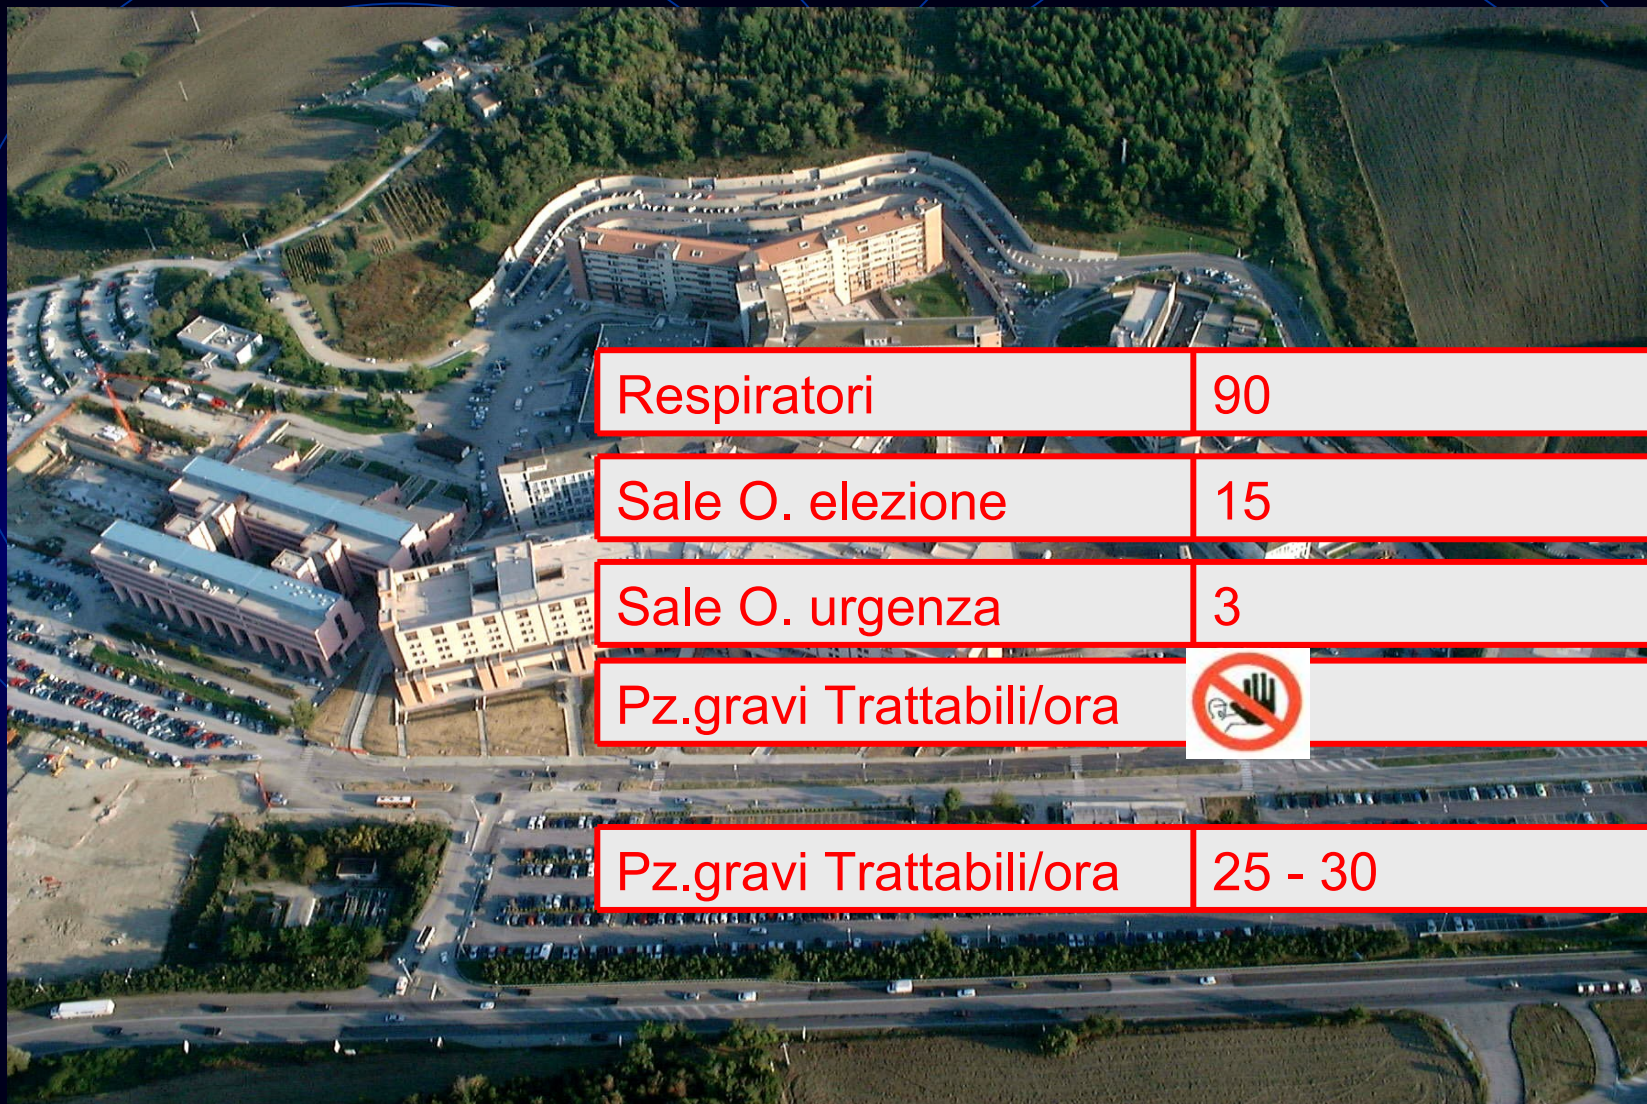 Respiratori 90
Sale O. elezione 15
Sale O. urgenza 3
Pz.gravi Trattabili/ora
Pz.gravi Trattabili/ora 25 - 30